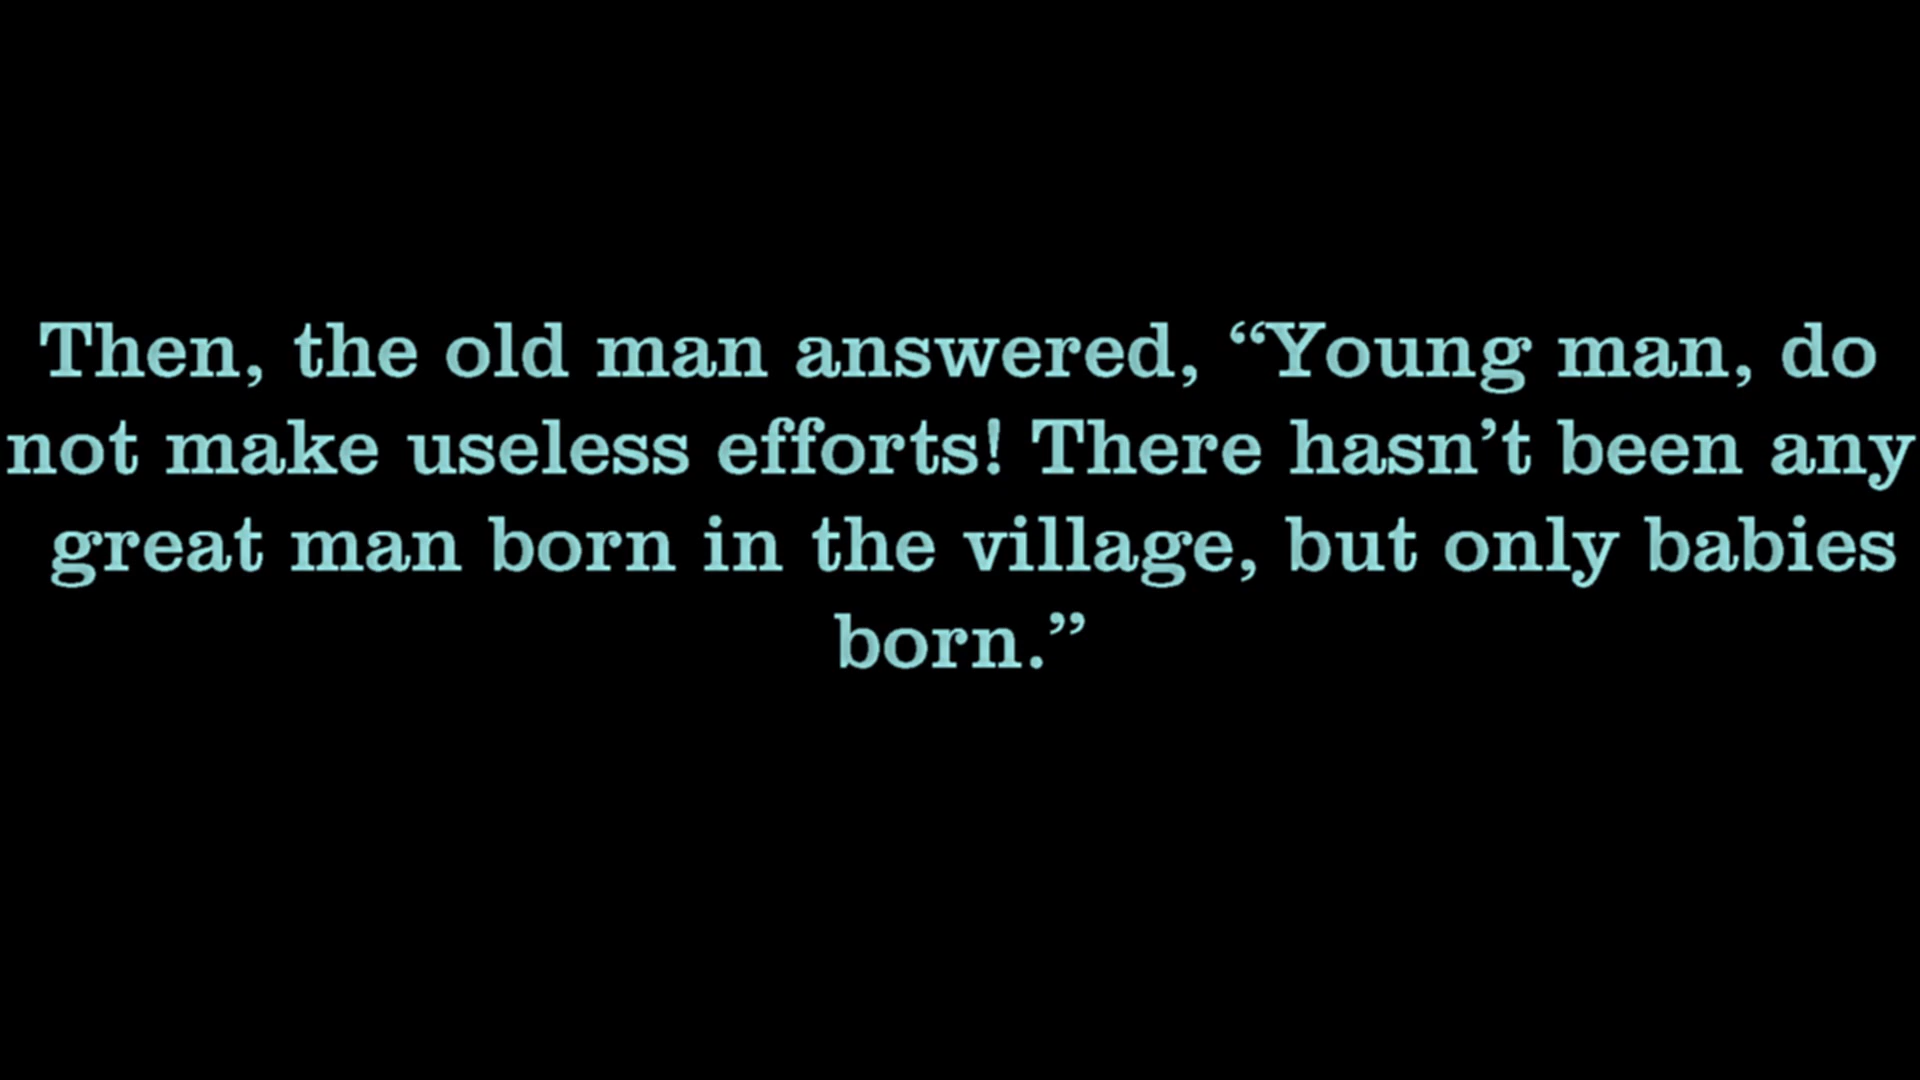 Then, the old man answered, “Young man, do
not make useless efforts! There hasn’t been any
great man born in the village, but only babies
born.”